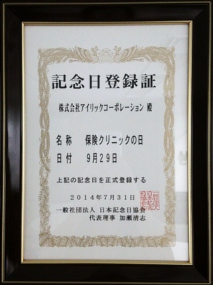 記念日登録証
株式会社アイリックコーポレーション 殿
名称 保険クリニックの日
日付 9月29日
上記の記念日を正式登録する
2014年7月31日
一般社団法人 日本記念日協会
代表理事 加瀬清志